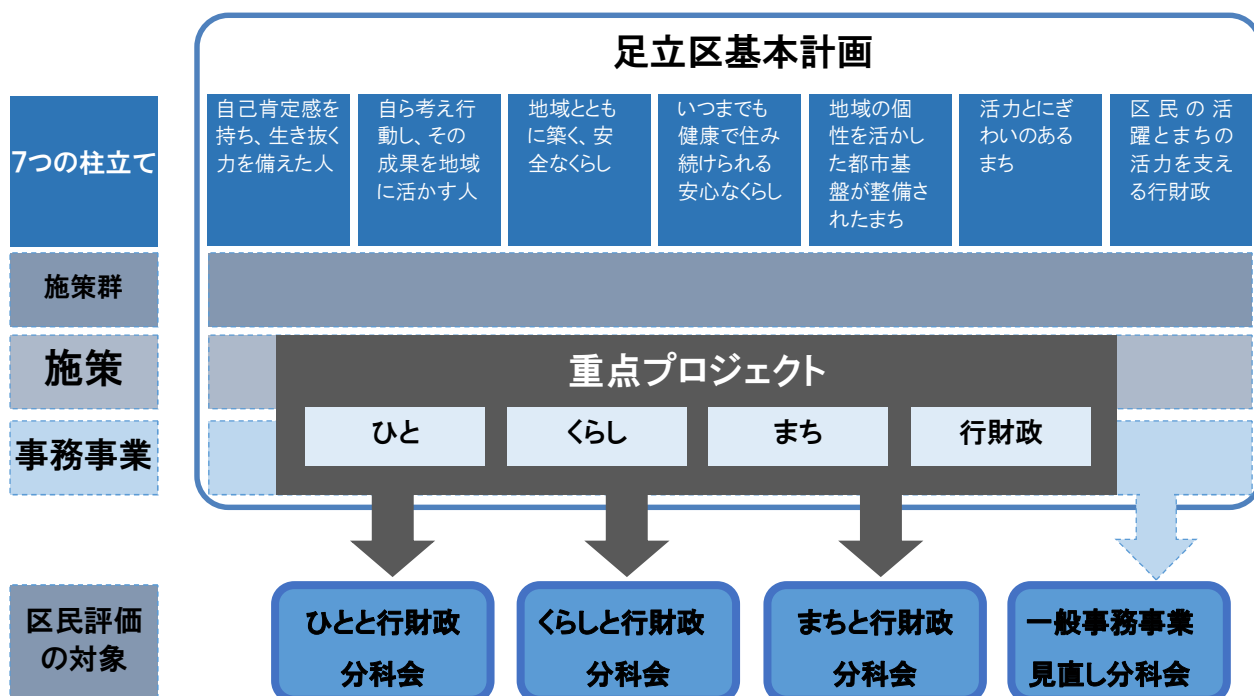 足立区基本計画
7つの柱立て
自己肯定感を
持ち、生き抜く
力を備えた人
自ら考え行
動し、その
成果を地域
に活かす人
地域ととも
に築く、安
全なくらし
いつまでも
健康で住み
続けられる
安心なくらし
地域の個
性を活かし
た都市基
盤が整備さ
れたまち
活力とにぎ
わいのある
まち
区民の活
躍とまちの
活力を支え
る行財政
施策群
施策
重点プロジェクト
事務事業
ひと
くらし
まち
行財政
区民評価
の対象
ひとと行財政
分科会
くらしと行財政
分科会
まちと行財政
分科会
一般事務事業
見直し分科会